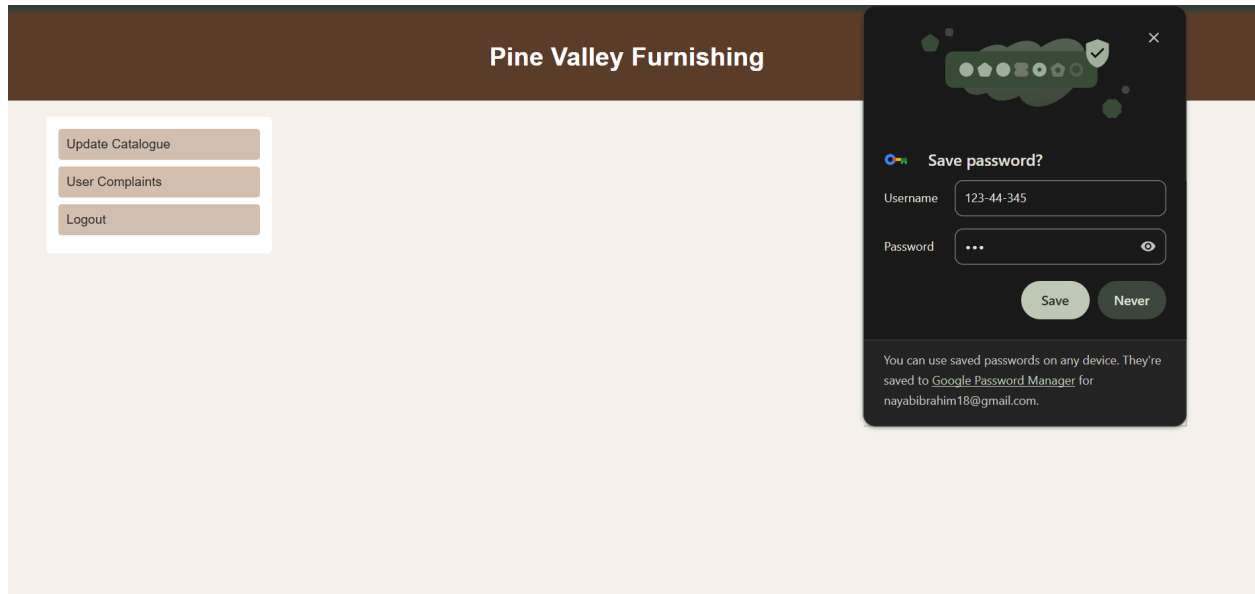 Pine Valley Furnishing
Update Catalogue
User Complaints
Logout
Save password?
Username 123-44-345
Password •••
Save Never
You can use saved passwords on any device. They're
saved to Google Password Manager for
nayabibrahim18@gmail.com.